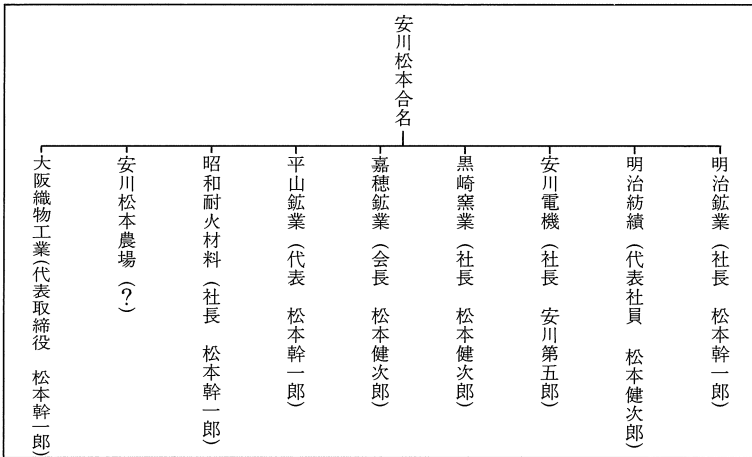 安川松本合名
明治鉱業(社長　松本幹一郎)
明治紡績(代表社員　松本健次郎)
安川電機(社長　安川第五郎)
黒崎窯業(社長　松本健次郎)
嘉穂鉱業(会長　松本健次郎)
平山鉱業(代表　松本幹一郎)
昭和耐火材料(社長　松本幹一郎)
安川松本農場(?)
大阪織物工業(代表取締役　松本幹一郎)